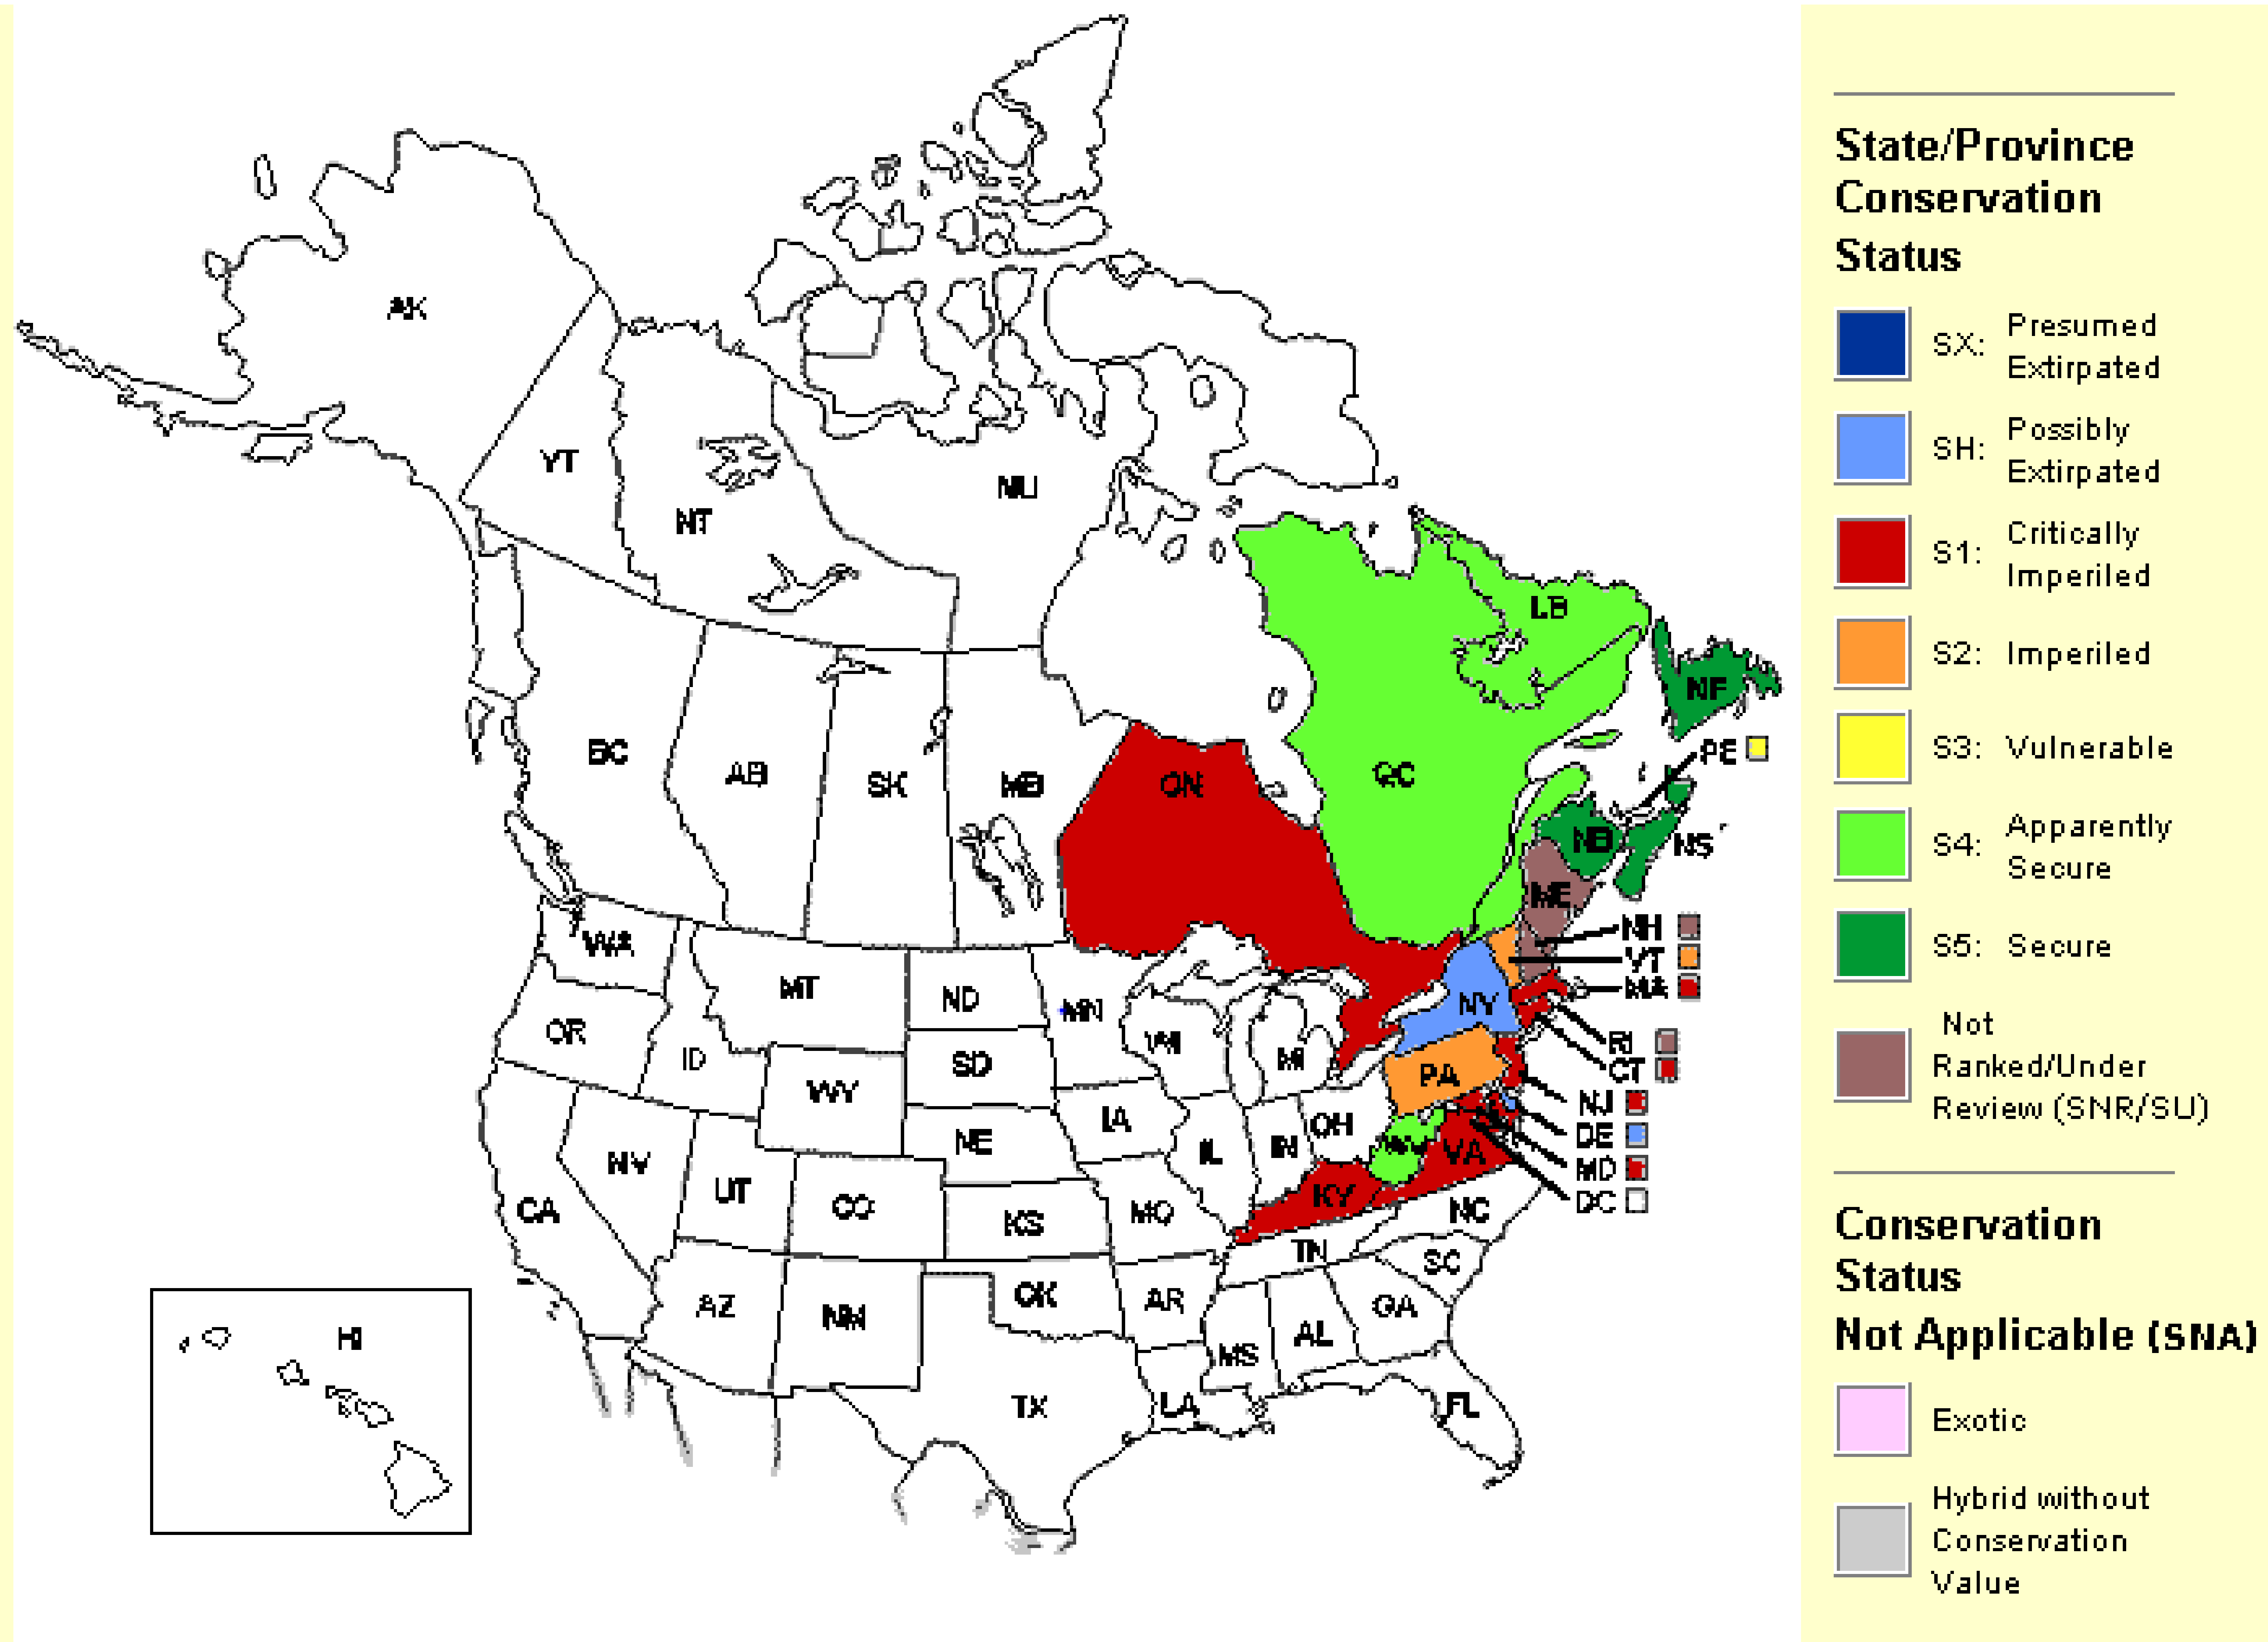 AK
YT
NT
NU
BC
AB
SK
MB
ON
QC
LB
NF
PE
NB
NS
ME
NH
VT
MA
RI
CT
NJ
DE
MD
DC
WA
OR
CA
ID
NV
MT
WY
UT
AZ
ND
SD
NE
CO
NM
KS
OK
TX
MN
IA
MO
AR
LA
WI
IL
MI
IN
OH
KY
TN
MS
AL
GA
FL
SC
NC
VA
WV
PA
NY
HI
State/Province
Conservation
Status
SX: Presumed
Extirpated
SH: Possibly
Extirpated
S1: Critically
Imperiled
S2: Imperiled
S3: Vulnerable
S4: Apparently
Secure
S5: Secure
Not
Ranked/Under
Review (SNR/SU)
Conservation
Status
Not Applicable (SNA)
Exotic
Hybrid without
Conservation
Value